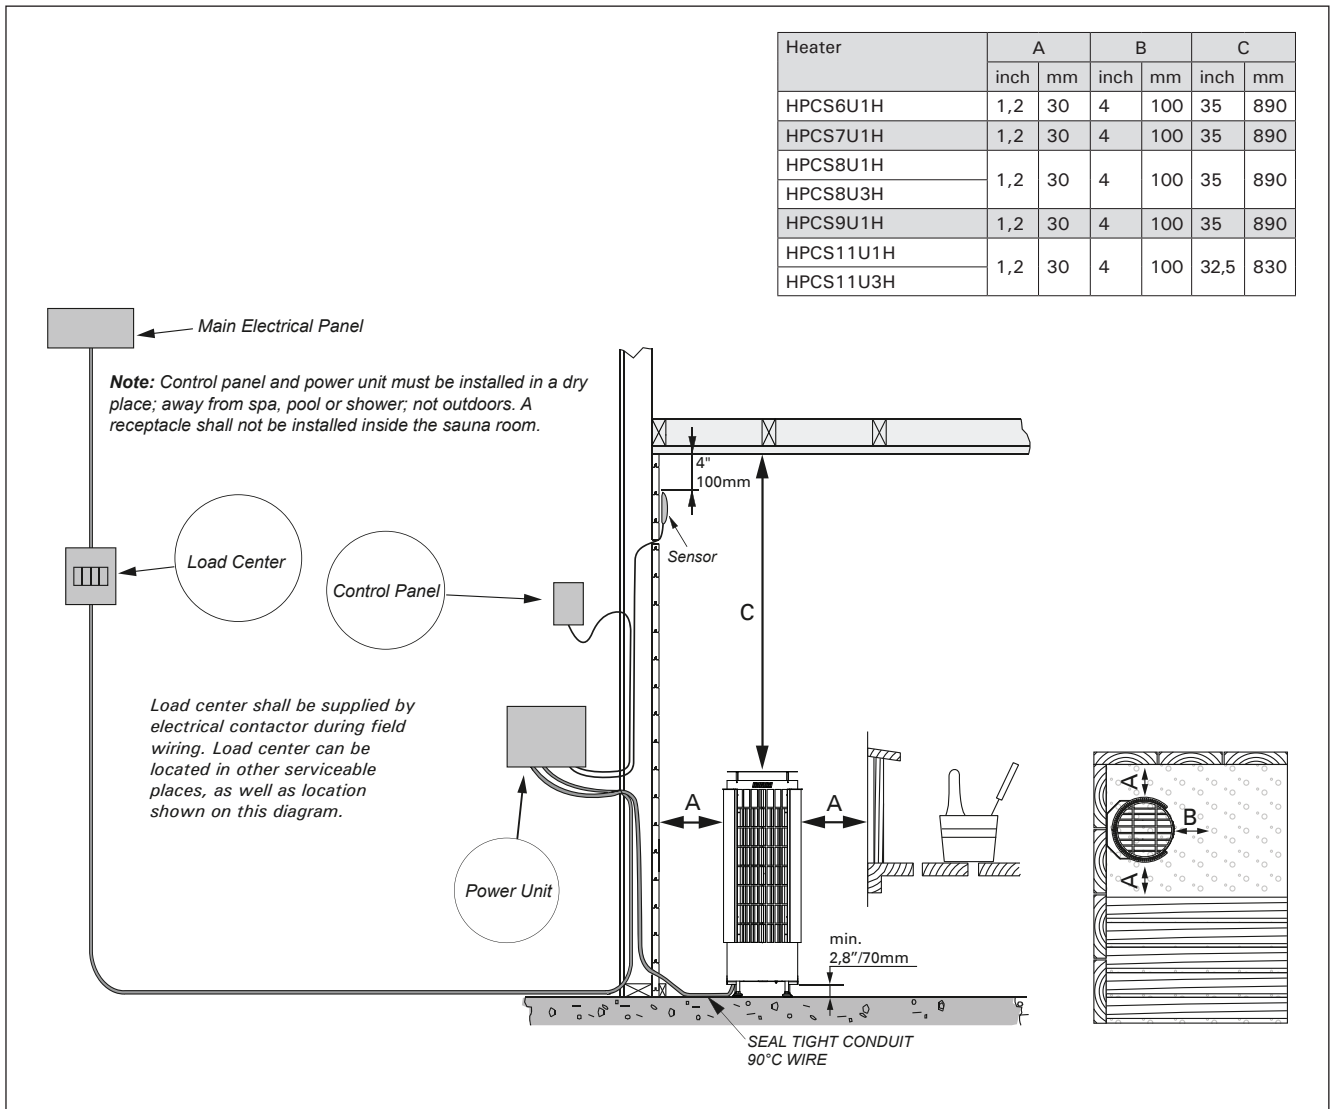 Heater A B C
inch mm inch mm inch mm
HPCS6U1H 1,2 30 4 100 35 890
HPCS7U1H 1,2 30 4 100 35 890
HPCS8U1H
1,2 30 4 100 35 890
HPCS8U3H
HPCS9U1H 1,2 30 4 100 35 890
HPCS11U1H
1,2 30 4 100 32,5 830
HPCS11U3H
Main Electrical Panel
Note: Control panel and power unit must be installed in a dry
place; away from spa, pool or shower; not outdoors. A
receptacle shall not be installed inside the sauna room.
4"
100mm
Sensor
Load Center
Control Panel
C
Load center shall be supplied by
electrical contactor during field
wiring. Load center can be
located in other serviceable
places, as well as location
shown on this diagram.
A
A
A
B
A
Power Unit
min.
2,8”/70mm
SEAL TIGHT CONDUIT
90°C WIRE